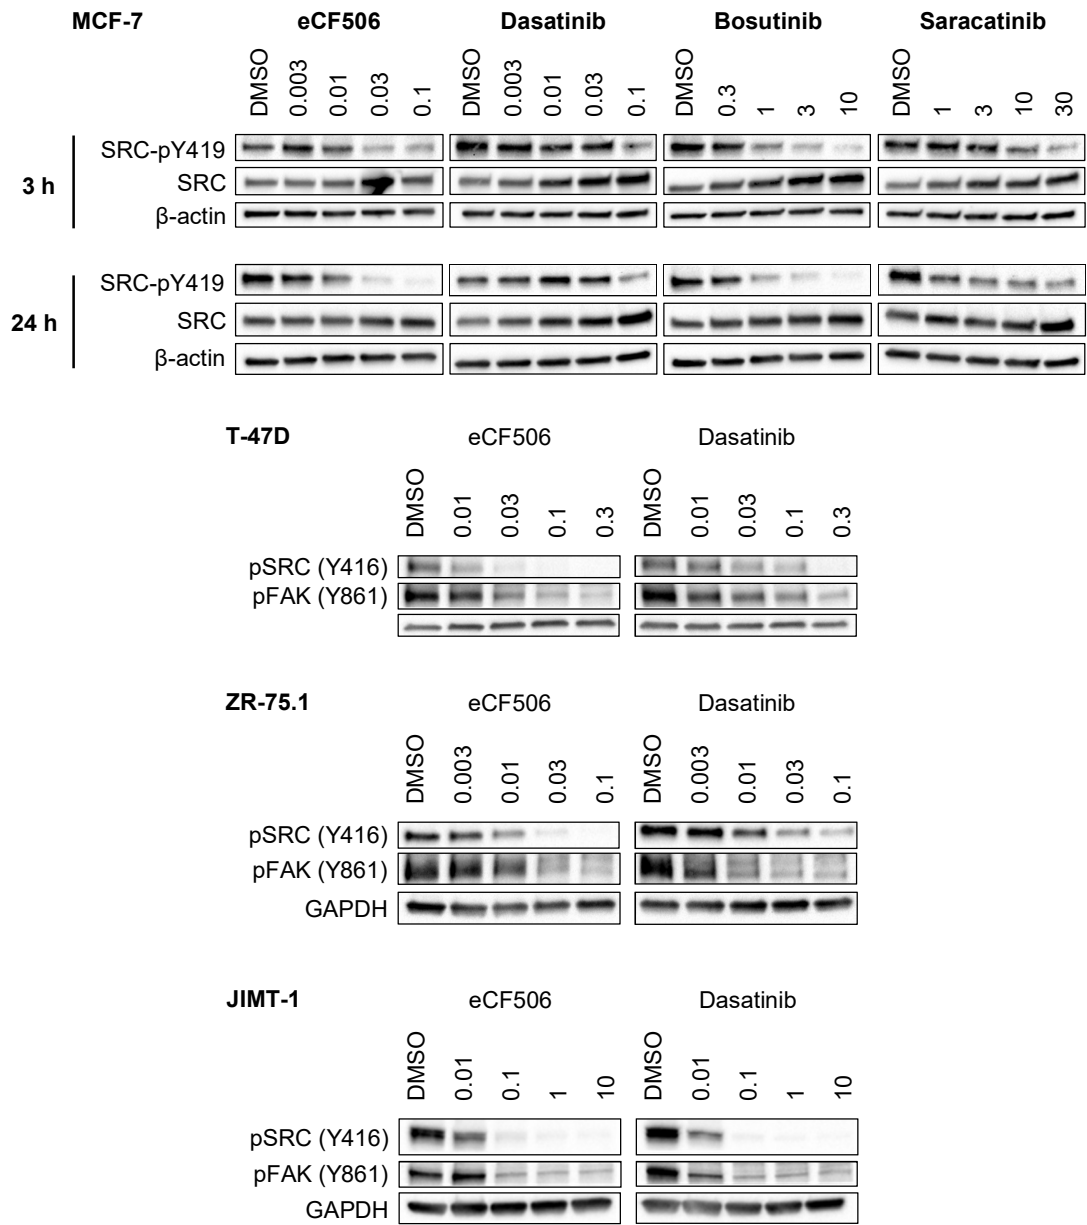 MCF-7 eCF506 Dasatinib Bosutinib Saracatinib
DMSO 0.003 0.01 0.03 0.1 DMSO 0.003 0.01 0.03 0.1 DMSO 0.3 1 3 10 DMSO 1 3 10 30
3 h
SRC-pY419
SRC
β-actin
24 h
SRC-pY419
SRC
β-actin
T-47D eCF506 Dasatinib
DMSO 0.01 0.03 0.1 0.3 DMSO 0.01 0.03 0.1 0.3
pSRC (Y416)
pFAK (Y861)
ZR-75.1 eCF506 Dasatinib
DMSO 0.003 0.01 0.03 0.1 DMSO 0.003 0.01 0.03 0.1
pSRC (Y416)
pFAK (Y861)
GAPDH
JIMT-1 eCF506 Dasatinib
DMSO 0.01 0.1 1 10 DMSO 0.01 0.1 1 10
pSRC (Y416)
pFAK (Y861)
GAPDH